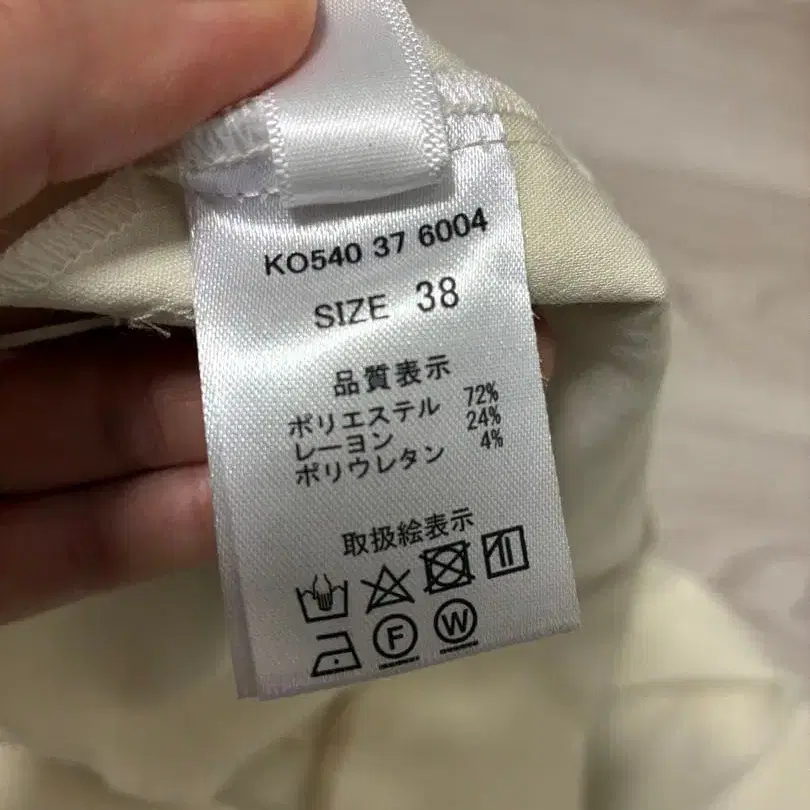 KO540 37 6004
SIZE 38
品質表示
ポリエステル 72%
レーヨン 24%
ポリウレタン 4%
取扱絵表示
F W